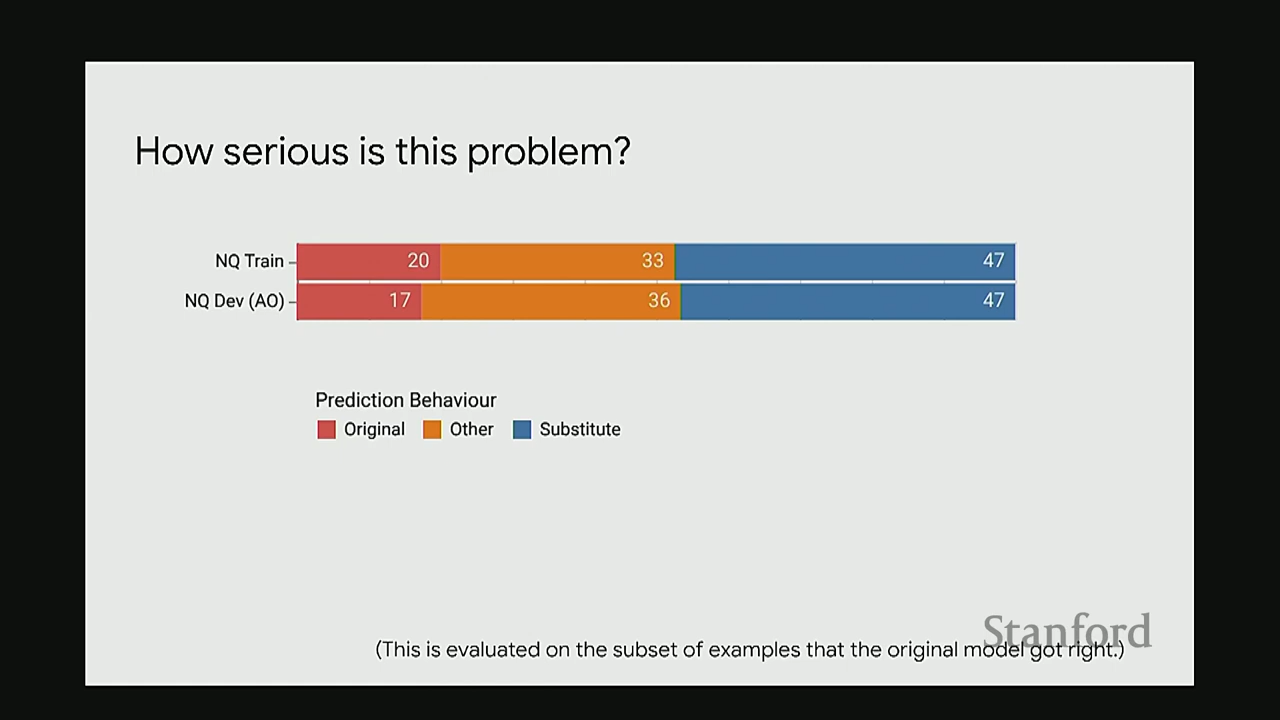 How serious is this problem?
NQ Train 20 33 47
NQ Dev (AO) 17 36 47
Prediction Behaviour
Original Other Substitute
Stanford
(This is evaluated on the subset of examples that the original model got right.)